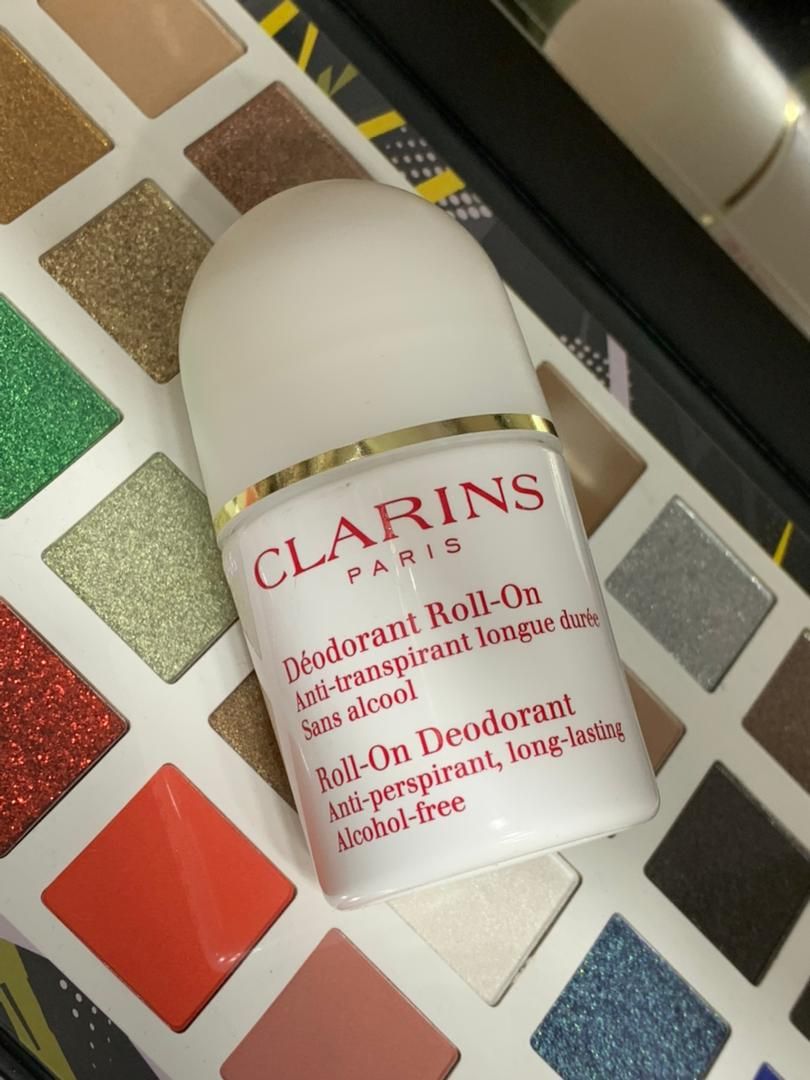 CLARINS
PARIS
Déodorant Roll-On
Anti-transpirant longue durée
Sans alcool
Roll-On Deodorant
Anti-perspirant, long-lasting
Alcohol-free